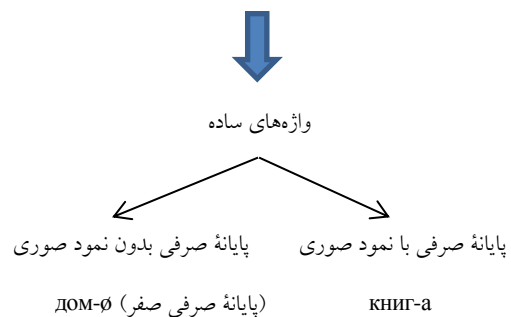 واژه‌های ساده
پایانهٔ صرفی با نمود صوری
پایانهٔ صرفی بدون نمود صوری
книг-а
дом-ø (پایانهٔ صرفی صفر)